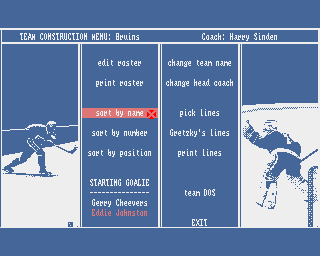 TEAM CONSTRUCTION MENU: Bruins
Coach: Harry Sinden
edit roster
print roster
sort by name
sort by number
sort by position
STARTING GOALIE
---------------
Gerry Cheevers
Eddie Johnston
change team name
change head coach
pick lines
Gretzky's lines
print lines
team DOS
EXIT